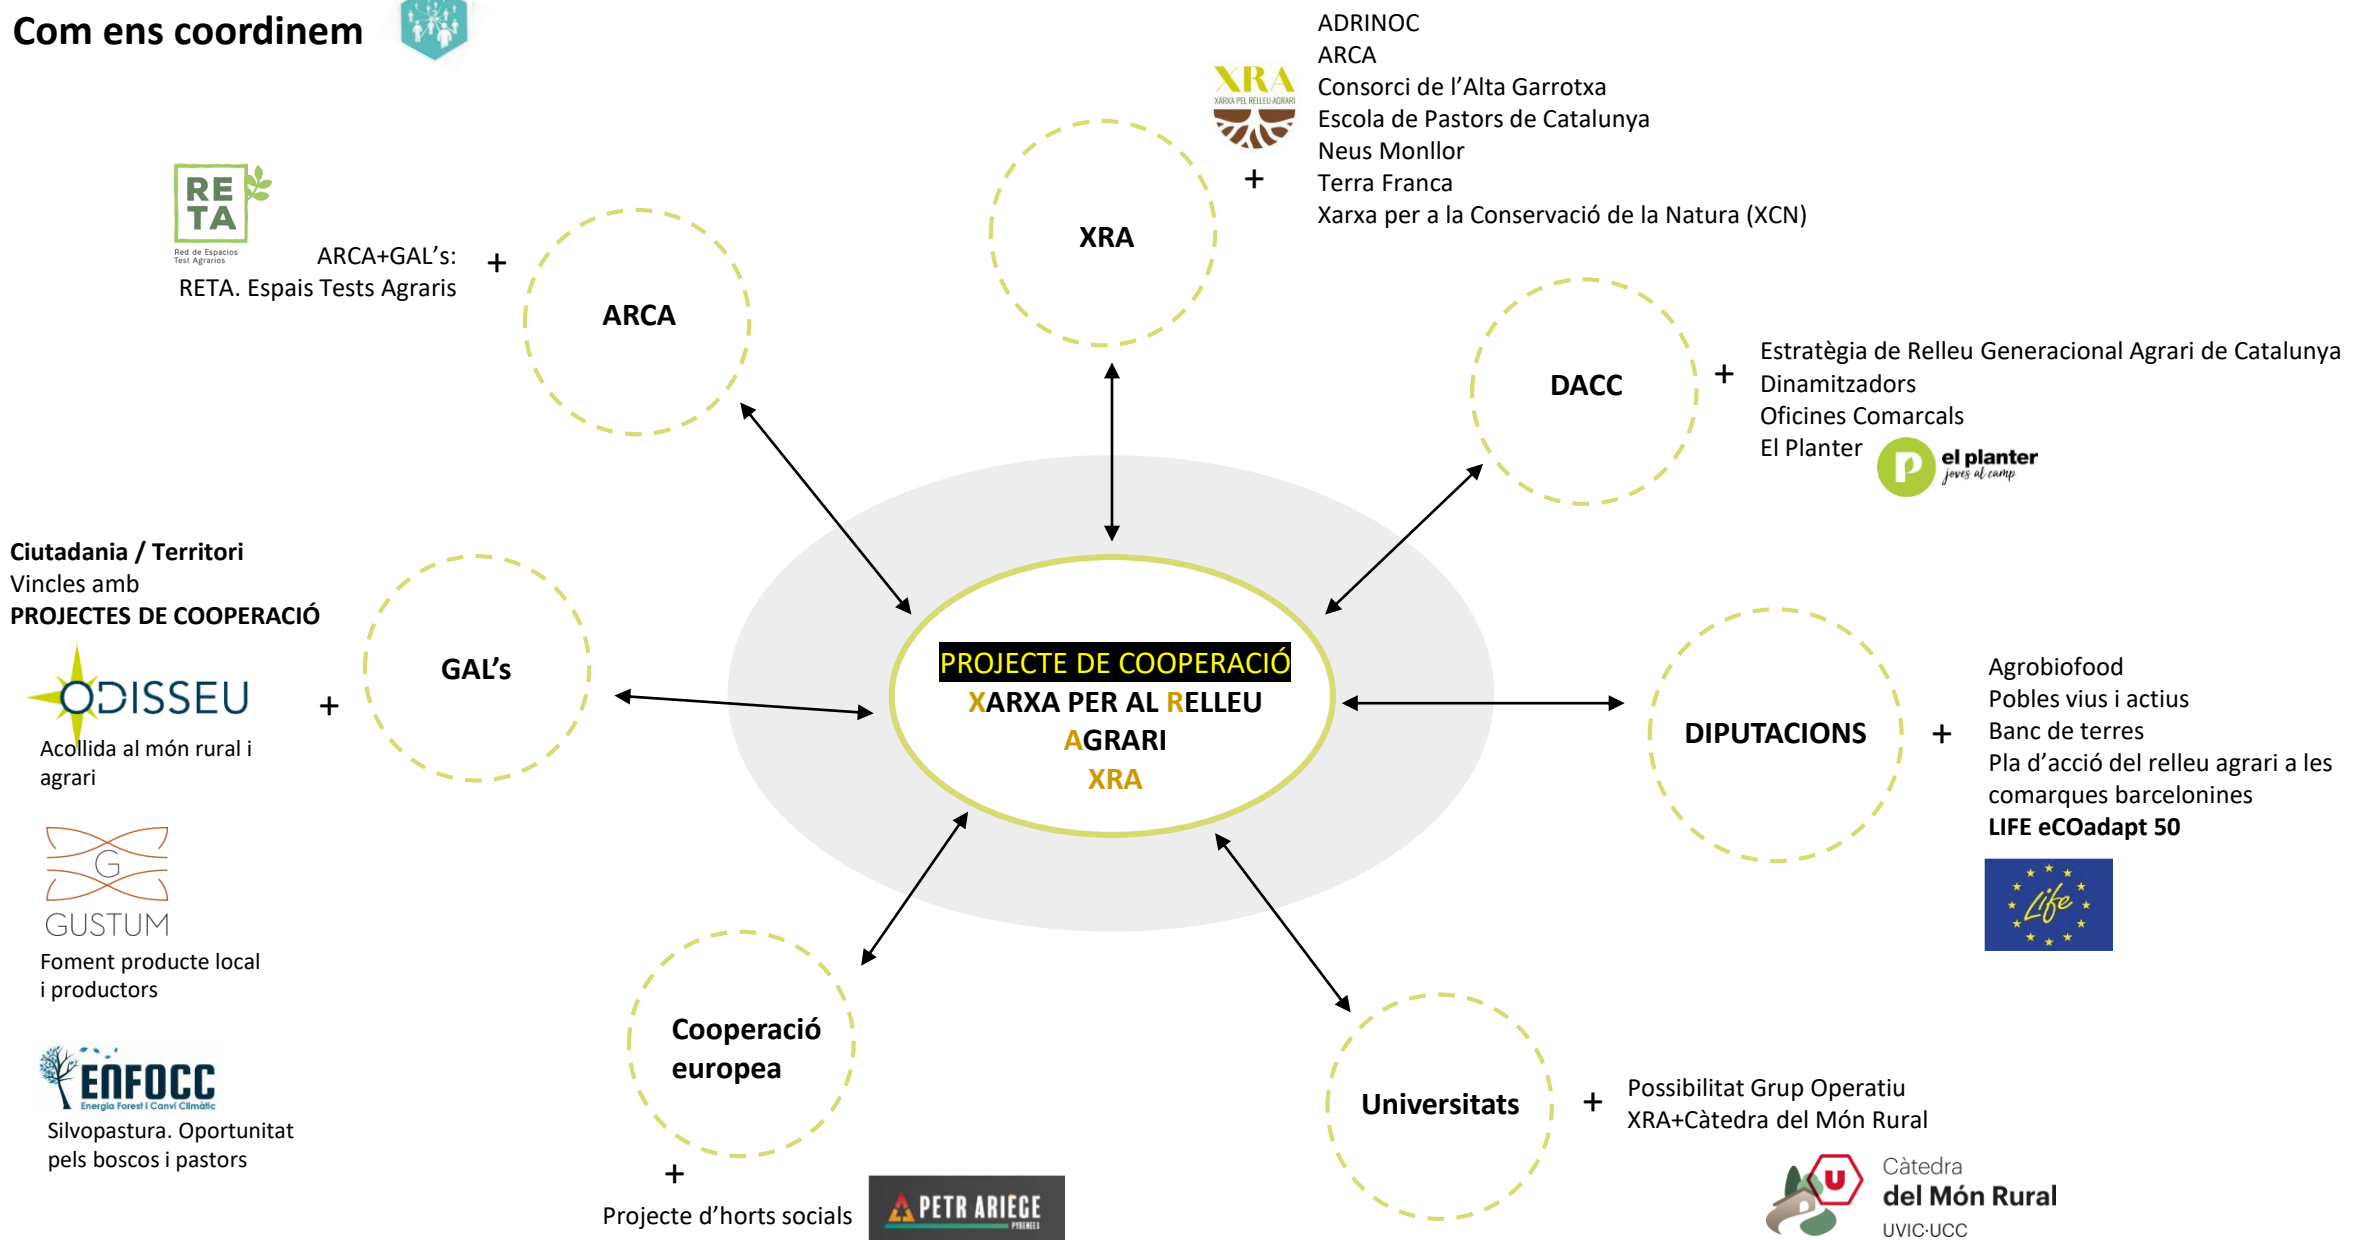 Com ens coordinem
XRA
XARXA PEL RELLEU AGRARI
+
ADRINOC
ARCA
Consorci de l'Alta Garrotxa
Escola de Pastors de Catalunya
Neus Monllor
Terra Franca
Xarxa per a la Conservació de la Natura (XCN)
XRA
RE
TA
Red de Espacios
Test Agrarios
ARCA+GAL's:
RETA. Espais Tests Agraris
+
ARCA
DACC
+
Estratègia de Relleu Generacional Agrari de Catalunya
Dinamitzadors
Oficines Comarcals
El Planter
el planter
joves al camp
Ciutadania / Territori
Vincles amb
PROJECTES DE COOPERACIÓ
ODISSEU
Acollida al món rural i
agrari
+
GAL's
G
GUSTUM
Foment producte local
i productors
ENFOCC
Energia Forest i Canvi Climàtic
Silvopastura. Oportunitat
pels boscos i pastors
PROJECTE DE COOPERACIÓ
XARXA PER AL RELLEU
AGRARI
XRA
DIPUTACIONS
+
Agrobiofood
Pobles vius i actius
Banc de terres
Pla d'acció del relleu agrari a les
comarques barcelonines
LIFE eCOadapt 50
Life
Cooperació
europea
+
Projecte d'horts socials
PETR ARIÈGE
PYRENEES
Universitats
+
Possibilitat Grup Operatiu
XRA+Càtedra del Món Rural
U
Càtedra
del Món Rural
UVIC·UCC